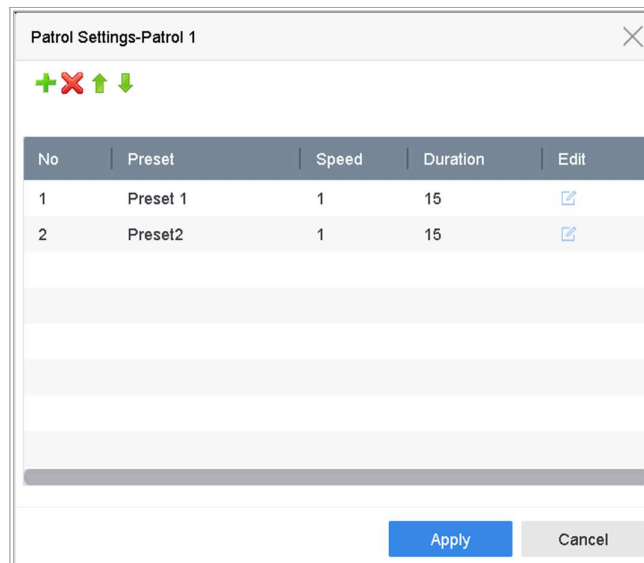 Patrol Settings-Patrol 1
No Preset Speed Duration Edit
1 Preset 1 1 15
2 Preset2 1 15
Apply Cancel